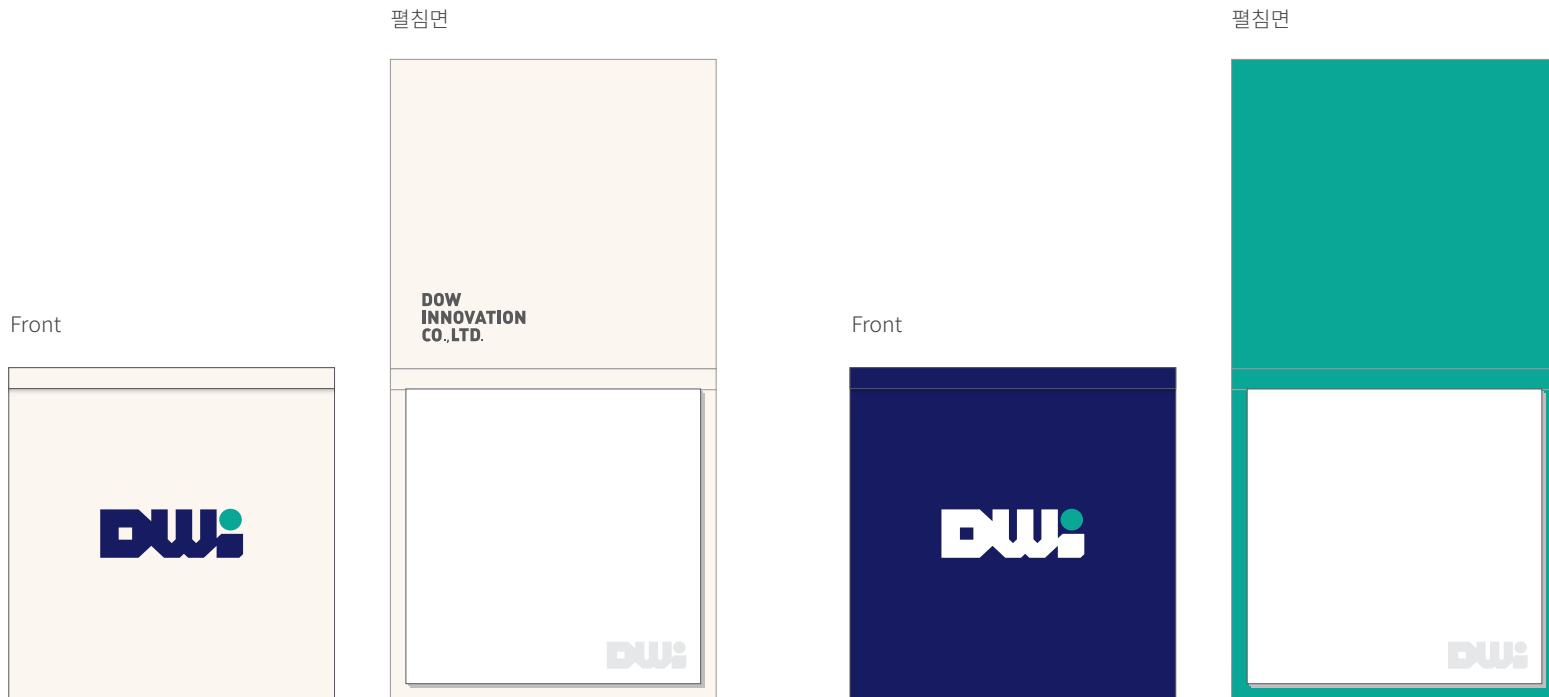 펼침면
펼침면
Front
DOW
INNOVATION
CO.,LTD.
Front
DWi
DWi
DWi
DWi